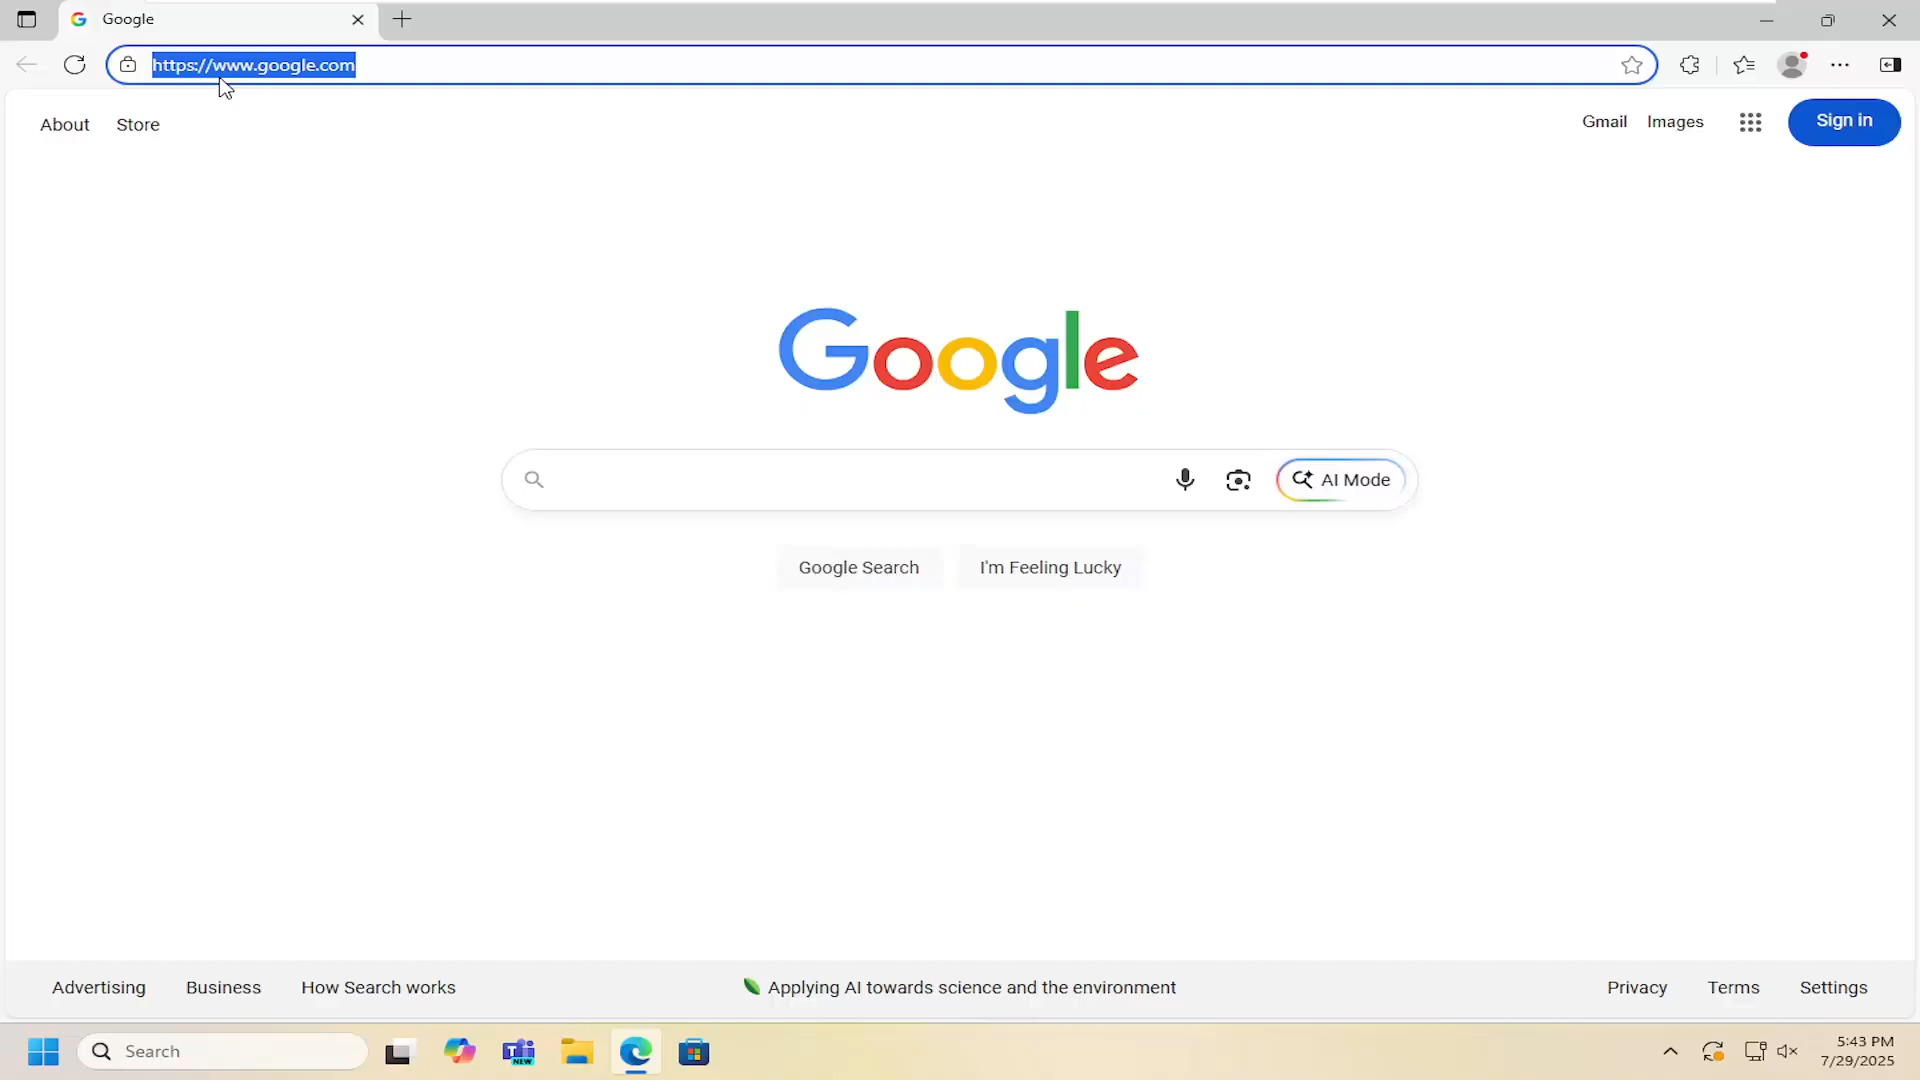 Google
https://www.google.com
About Store
Gmail Images Sign in
Google
AI Mode
Google Search I'm Feeling Lucky
Advertising Business How Search works
Applying AI towards science and the environment
Privacy Terms Settings
Search
NEW
5:43 PM
7/29/2025